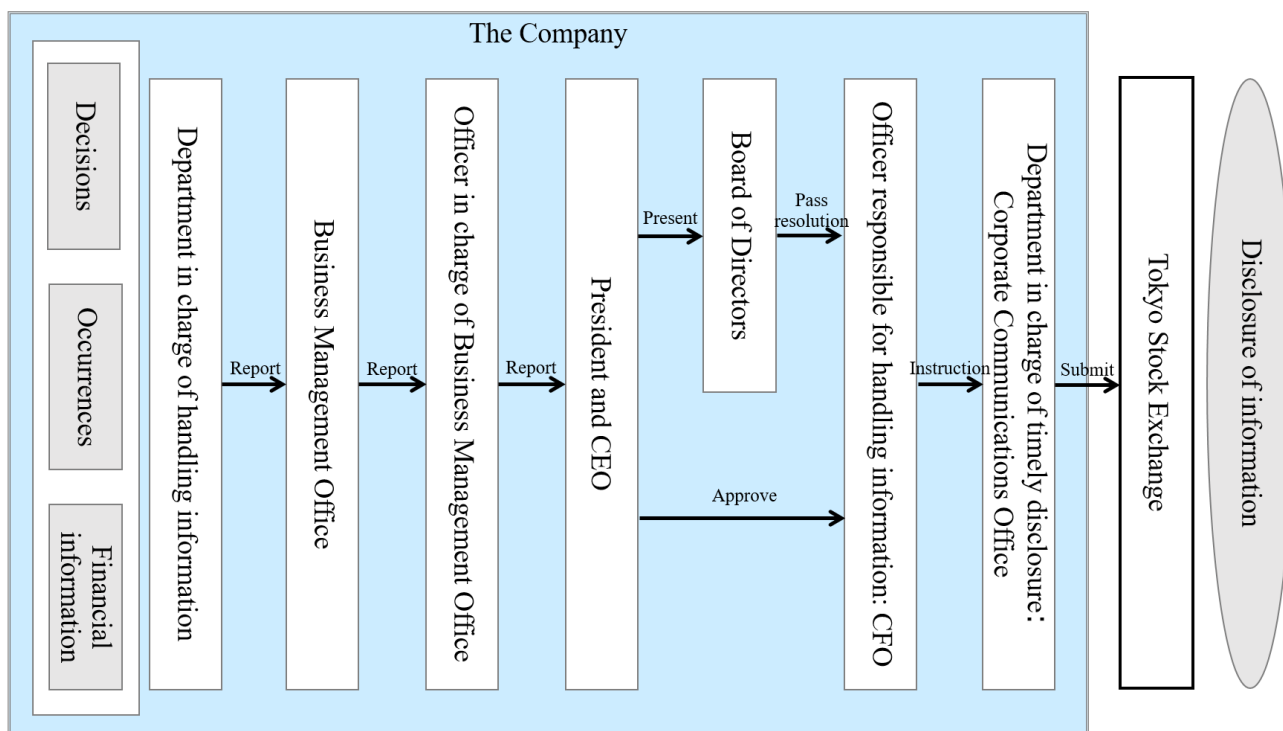 The Company
Decisions
Occurrences
Financial
information
Department in charge of handling information
Report
Business Management Office
Report
Officer in charge of Business Management Office
Report
President and CEO
Present
Approve
Board of Directors
Pass
resolution
Officer responsible for handling information: CFO
Instruction
Department in charge of timely disclosure:
Corporate Communications Office
Submit
Tokyo Stock Exchange
Disclosure of information